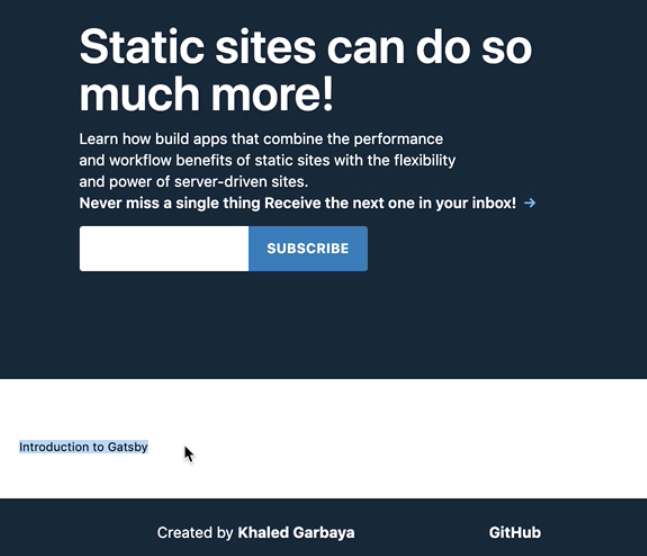 Static sites can do so
much more!
Learn how build apps that combine the performance
and workflow benefits of static sites with the flexibility
and power of server-driven sites.
Never miss a single thing Receive the next one in your inbox! →
SUBSCRIBE
Introduction to Gatsby
Created by Khaled Garbaya GitHub